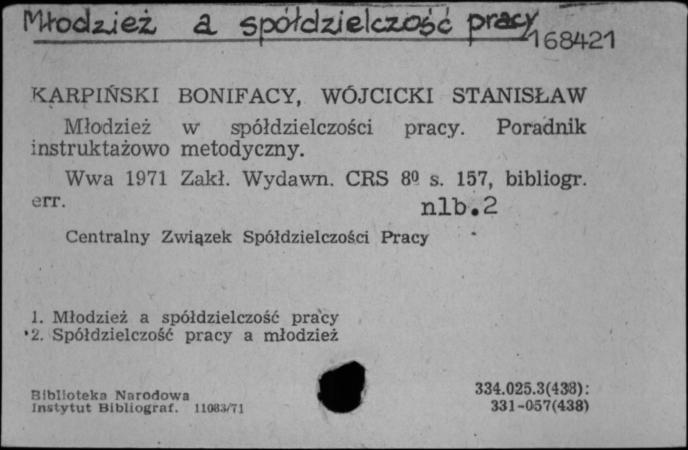 Młodzież a spółdzielczość pracy
168421
KARPIŃSKI BONIFACY, WÓJCICKI STANISŁAW
Młodzież w spółdzielczości pracy. Poradnik
instruktażowo metodyczny.
Wwa 1971 Zakł. Wydawn. CRS 8º s. 157, bibliogr.
err. nlb.2
Centralny Związek Spółdzielczości Pracy
1. Młodzież a spółdzielczość pracy
2. Spółdzielczość pracy a młodzież
Biblioteka Narodowa
Instytut Bibliograf. 11083/71
334.025.3(438):
331-057(438)